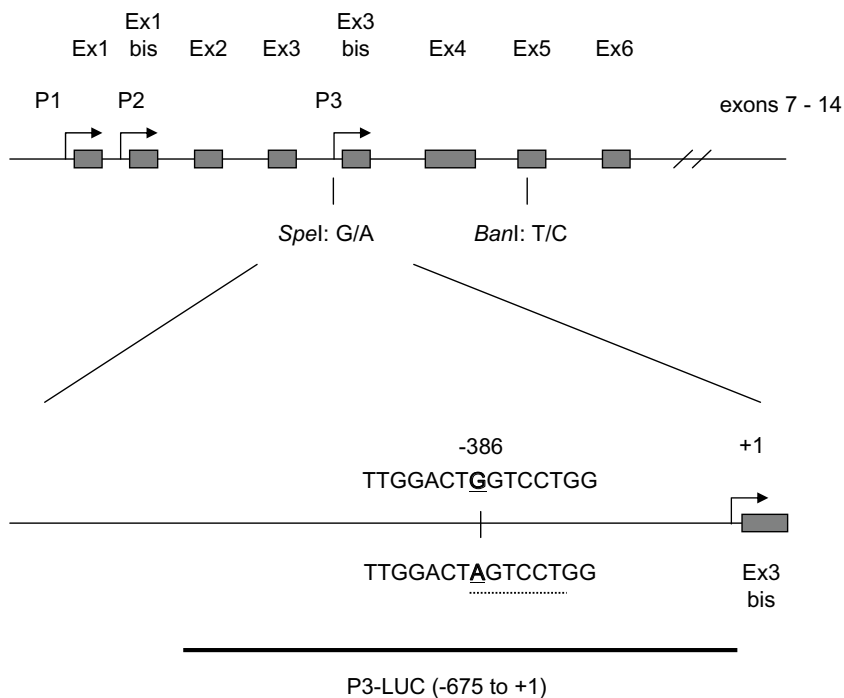 Ex1
Ex1 bis
Ex2
Ex3
Ex3 bis
Ex4
Ex5
Ex6
P1
P2
P3
exons 7 - 14
SpeI: G/A
BanI: T/C
-386
+1
TTGGACTGGTCCTGG
TTGGACTAGTCCTGG
Ex3
bis
P3-LUC (-675 to +1)